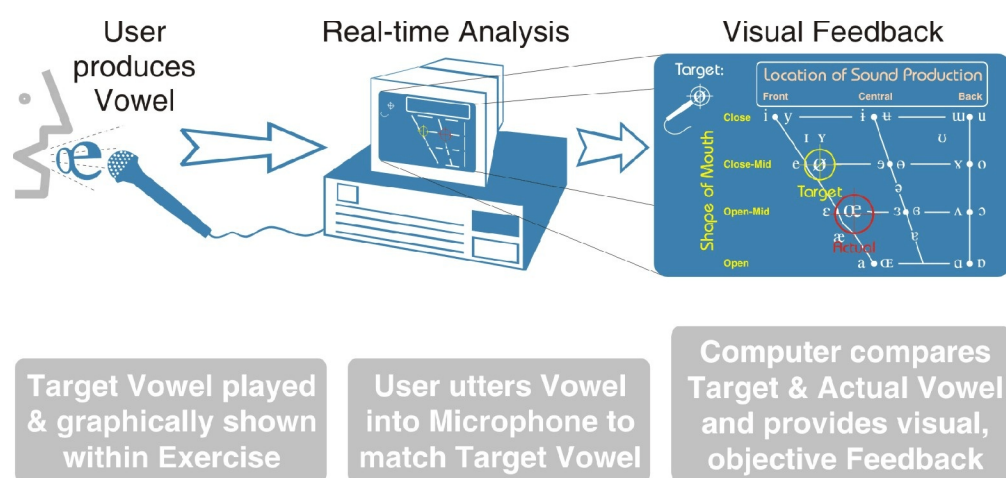 User
produces
Vowel
Real-time Analysis
Visual Feedback
œ
Target:
ø
Location of Sound Production
Front Central Back
Shape of Mouth
Close
i y ɨ ʉ ɯ u
ɪ ʏ ʊ
Close-Mid
e ø ɘ ɵ ɤ o
Target
ə
Open-Mid
ɛ œ ɜ ɞ ʌ ɔ
æ ɐ
Actual
Open
a ɶ ɑ ɒ
Target Vowel played
& graphically shown
within Exercise
User utters Vowel
into Microphone to
match Target Vowel
Computer compares
Target & Actual Vowel
and provides visual,
objective Feedback